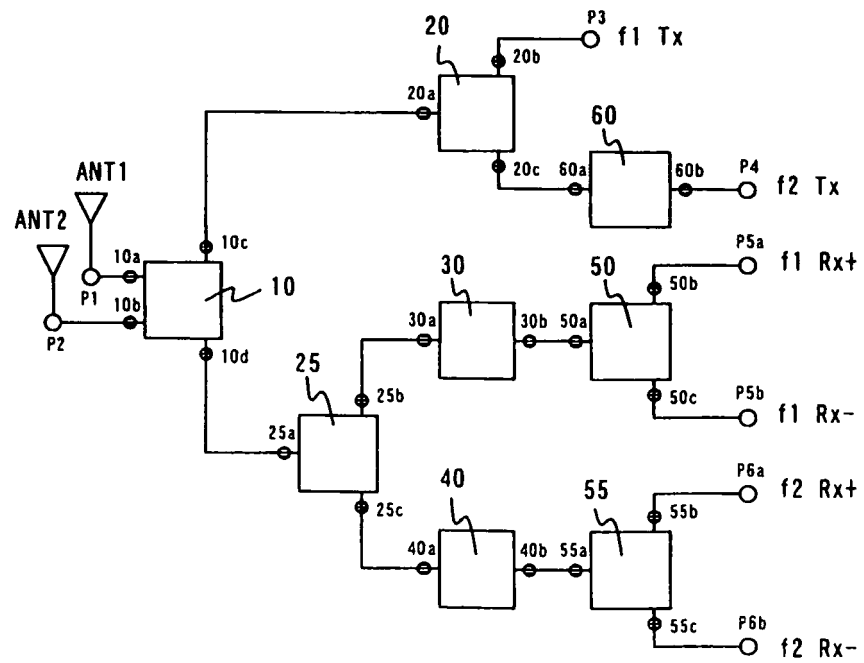 P3
f1 Tx
20
20b
20a
60
20c
60a
60b
P4
f2 Tx
ANT1
ANT2
10c
P5a
f1 Rx+
10a
10
30
50
50b
P1
10b
30a
30b
50a
P2
10d
25
25b
50c
P5b
f1 Rx-
25a
P6a
f2 Rx+
25c
40
55
55b
40a
40b
55a
55c
P6b
f2 Rx-